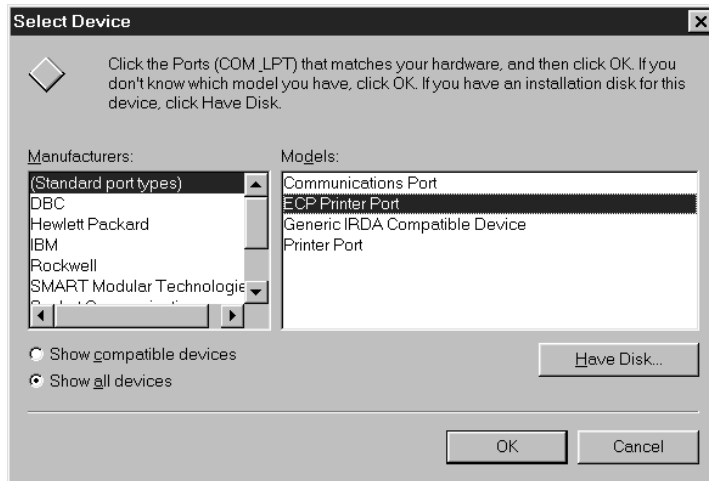 Select Device
Click the Ports (COM_LPT) that matches your hardware, and then click OK. If you
don't know which model you have, click OK. If you have an installation disk for this
device, click Have Disk.
Manufacturers:
(Standard port types)
DBC
Hewlett Packard
IBM
Rockwell
SMART Modular Technologie
Models:
Communications Port
ECP Printer Port
Generic IRDA Compatible Device
Printer Port
Show compatible devices
Show all devices
Have Disk...
OK
Cancel